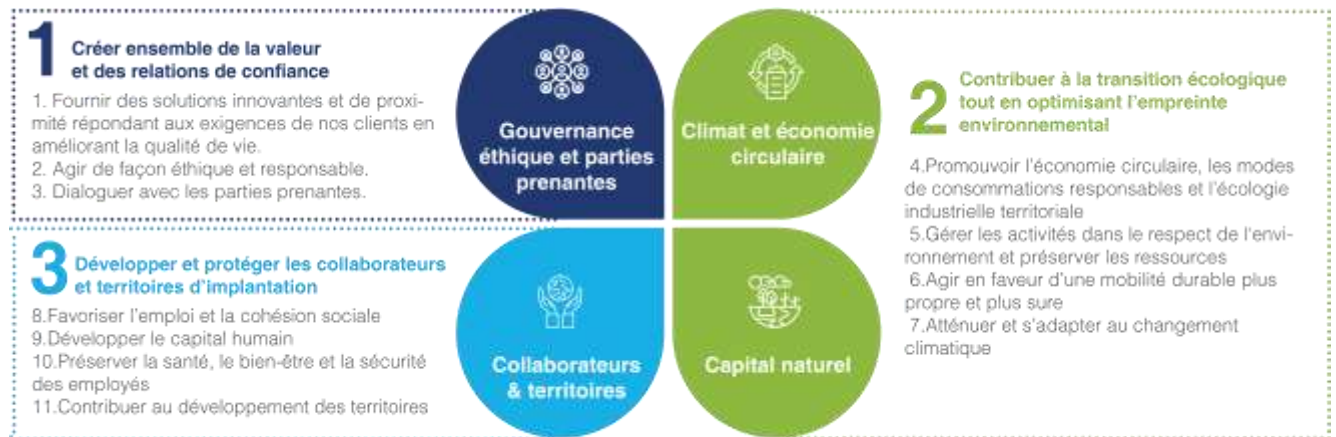 1
Créer ensemble de la valeur
et des relations de confiance
1. Fournir des solutions innovantes et de proxi-
mité répondant aux exigences de nos clients en
améliorant la qualité de vie.
2. Agir de façon éthique et responsable.
3. Dialoguer avec les parties prenantes.
Gouvernance
éthique et parties
prenantes
Climat et économie
circulaire
2
Contribuer à la transition écologique
tout en optimisant l'empreinte
environnemental
4.Promouvoir l'économie circulaire, les modes
de consommations responsables et l'écologie
industrielle territoriale
5.Gérer les activités dans le respect de l'envi-
ronnement et préserver les ressources
6.Agir en faveur d'une mobilité durable plus
propre et plus sure
7.Atténuer et s'adapter au changement
climatique
3
Développer et protéger les collaborateurs
et territoires d'implantation
8.Favoriser l'emploi et la cohésion sociale
9.Développer le capital humain
10.Préserver la santé, le bien-être et la sécurité
des employés
11.Contribuer au développement des territoires
Collaborateurs
& territoires
Capital naturel